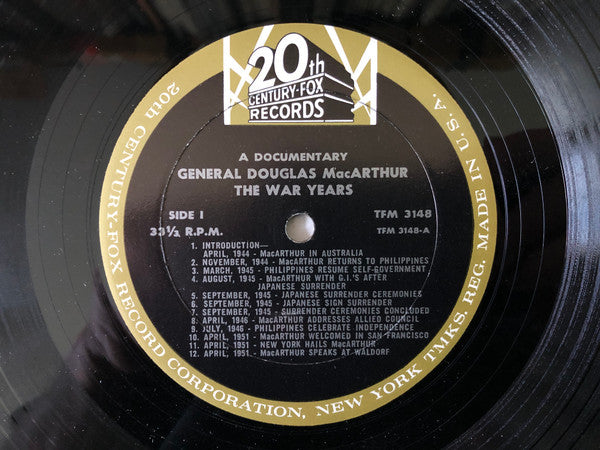 20th
CENTURY-FOX
RECORDS
A DOCUMENTARY
GENERAL DOUGLAS MacARTHUR
THE WAR YEARS
SIDE I
TFM 3148
33⅓ R.P.M.
TFM 3148-A
1. INTRODUCTION—
APRIL, 1944 - MacARTHUR IN AUSTRALIA
2. NOVEMBER, 1944 - MacARTHUR RETURNS TO PHILIPPINES
3. MARCH, 1945 - PHILIPPINES RESUME SELF-GOVERNMENT
4. AUGUST, 1945 - MacARTHUR WITH G.I.'S AFTER
JAPANESE SURRENDER
5. SEPTEMBER, 1945 - JAPANESE SURRENDER CEREMONIES
6. SEPTEMBER, 1945 - JAPANESE SIGN SURRENDER
7. SEPTEMBER, 1945 - SURRENDER CEREMONIES CONCLUDED
8. APRIL, 1946 - MacARTHUR ADDRESSES ALLIED COUNCIL
9. JULY, 1946 - PHILIPPINES CELEBRATE INDEPENDENCE
10. APRIL, 1951 - MacARTHUR WELCOMED IN SAN FRANCISCO
11. APRIL, 1951 - NEW YORK HAILS MacARTHUR
12. APRIL, 1951 - MacARTHUR SPEAKS AT WALDORF
20th CENTURY-FOX RECORD CORPORATION, NEW YORK TMKS. REG. MADE IN U.S.A.